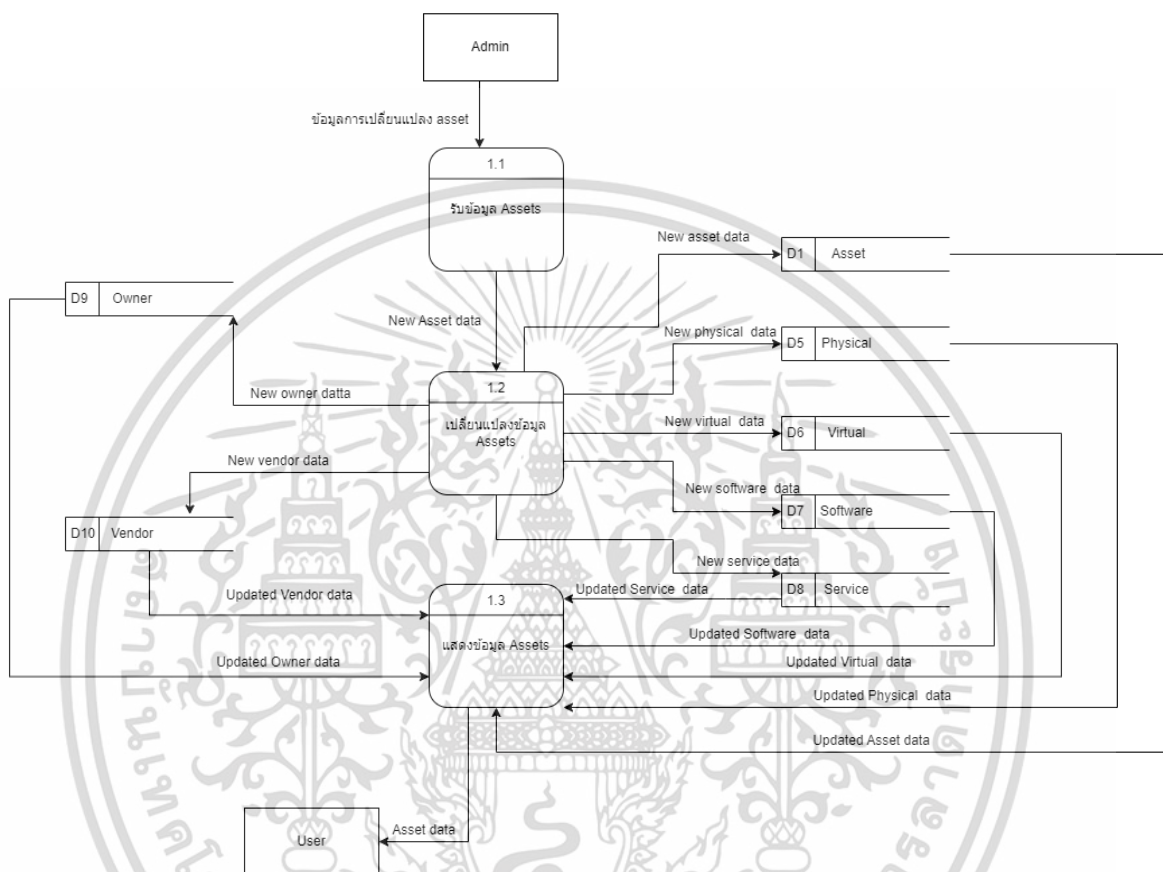 Admin
ข้อมูลการเปลี่ยนแปลง asset
1.1
รับข้อมูล Assets
New asset data
D1 Asset
D9 Owner
New Asset data
New physical data
D5 Physical
1.2
New owner datta
เปลี่ยนแปลงข้อมูล
Assets
New virtual data
D6 Virtual
New vendor data
New software data
D7 Software
D10 Vendor
New service data
Updated Service data
D8 Service
Updated Vendor data
1.3
แสดงข้อมูล Assets
Updated Software data
Updated Owner data
Updated Virtual data
Updated Physical data
Updated Asset data
Asset data
User